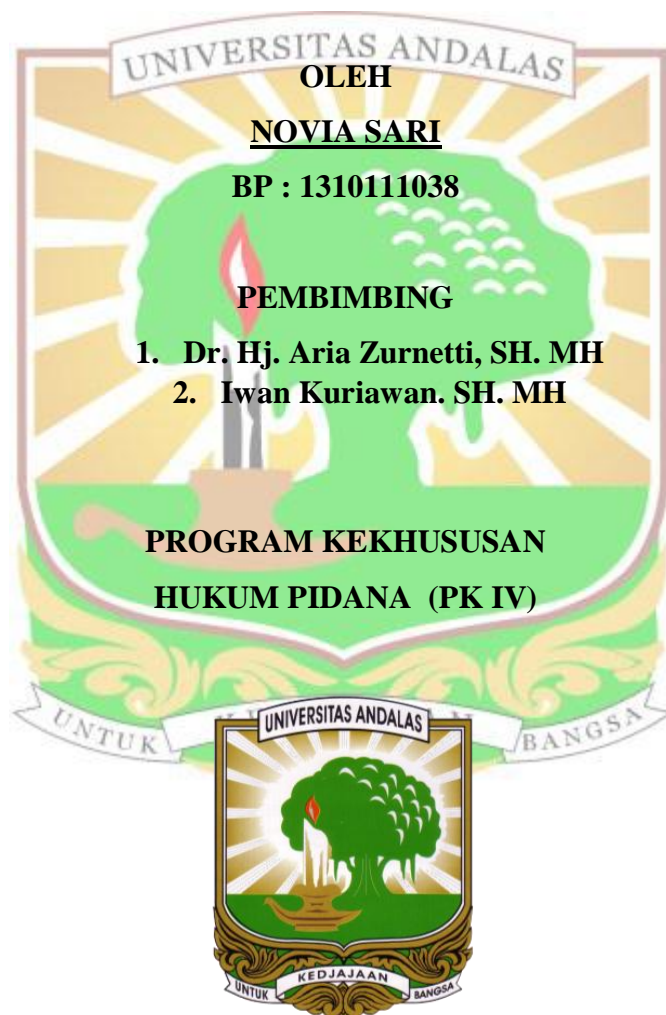 UNIVERSITAS ANDALAS
OLEH
NOVIA SARI
BP : 1310111038
PEMBIMBING
1. Dr. Hj. Aria Zurnetti, SH. MH
2. Iwan Kuriawan. SH. MH
PROGRAM KEKHUSUSAN
HUKUM PIDANA (PK IV)
UNTUK BANGSA
UNIVERSITAS ANDALAS
UNTUK KEDJAJAAN BANGSA